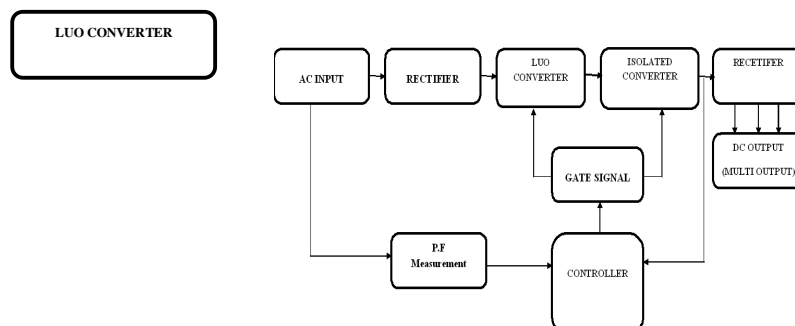 LUO CONVERTER
AC INPUT
RECTIFIER
LUO
CONVERTER
ISOLATED
CONVERTER
RECETIFER
DC OUTPUT
(MULTI OUTPUT)
GATE SIGNAL
P.F
Measurement
CONTROLLER